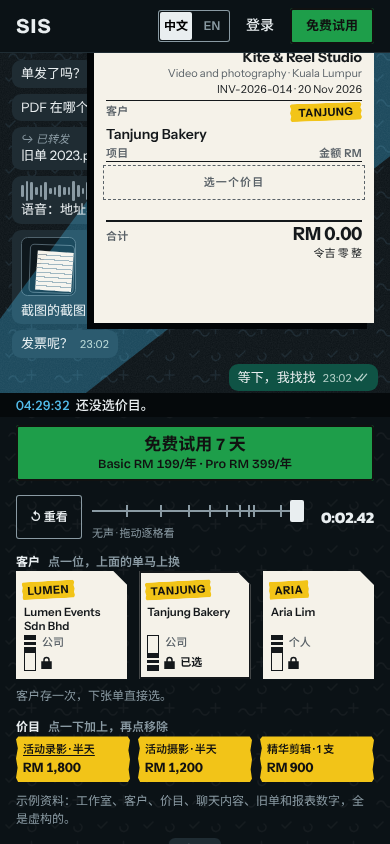 SIS
中文 EN 登录 免费试用
单发了吗？
PDF 在哪个
↪ 已转发
旧单 2023.p
语音：地址
截图的截图
发票呢？ 23:02
Kite & Reel Studio
Video and photography · Kuala Lumpur
INV-2026-014 · 20 Nov 2026
客户 TANJUNG
Tanjung Bakery
项目 金额 RM
选一个价目
合计 RM 0.00
令吉 零 整
等下，我找找 23:02
04:29:32 还没选价目。
免费试用 7 天
Basic RM 199/年 · Pro RM 399/年
重看
0:02.42
无声 · 拖动逐格看
客户 点一位，上面的单马上换
LUMEN
Lumen Events
Sdn Bhd
公司
TANJUNG
Tanjung Bakery
公司
已选
ARIA
Aria Lim
个人
客户存一次，下张单直接选。
价目 点一下加上，再点移除
活动录影 · 半天
RM 1,800
活动摄影 · 半天
RM 1,200
精华剪辑 · 1 支
RM 900
示例资料：工作室、客户、价目、聊天内容、旧单和报表数字，全
是虚构的。